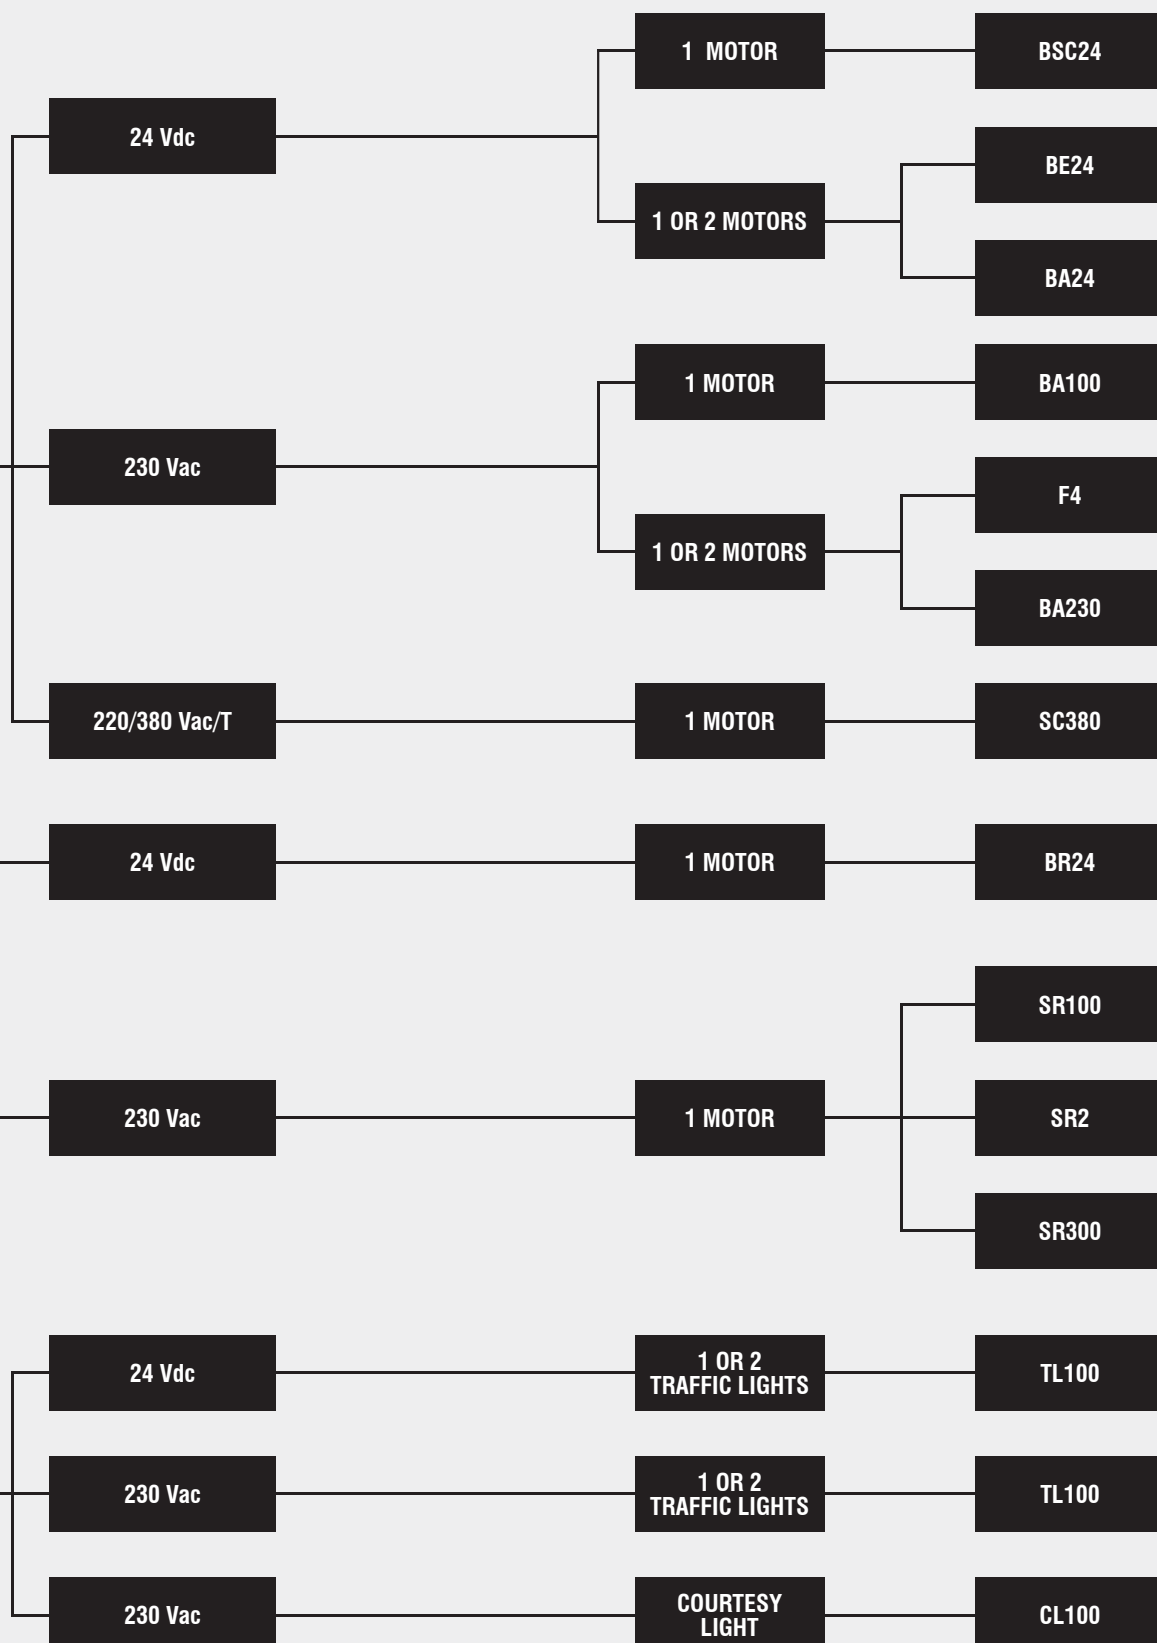 1 MOTOR
BSC24
24 Vdc
BE24
1 OR 2 MOTORS
BA24
1 MOTOR
BA100
230 Vac
F4
1 OR 2 MOTORS
BA230
220/380 Vac/T
1 MOTOR
SC380
24 Vdc
1 MOTOR
BR24
SR100
230 Vac
1 MOTOR
SR2
SR300
24 Vdc
1 OR 2
TRAFFIC LIGHTS
TL100
230 Vac
1 OR 2
TRAFFIC LIGHTS
TL100
230 Vac
COURTESY
LIGHT
CL100